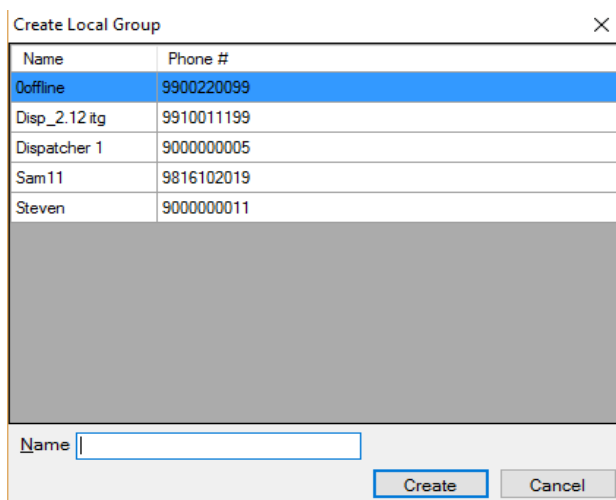 Create Local Group
Name Phone #
0offline 9900220099
Disp_2.12 itg 9910011199
Dispatcher 1 9000000005
Sam11 9816102019
Steven 9000000011
Name
Create Cancel